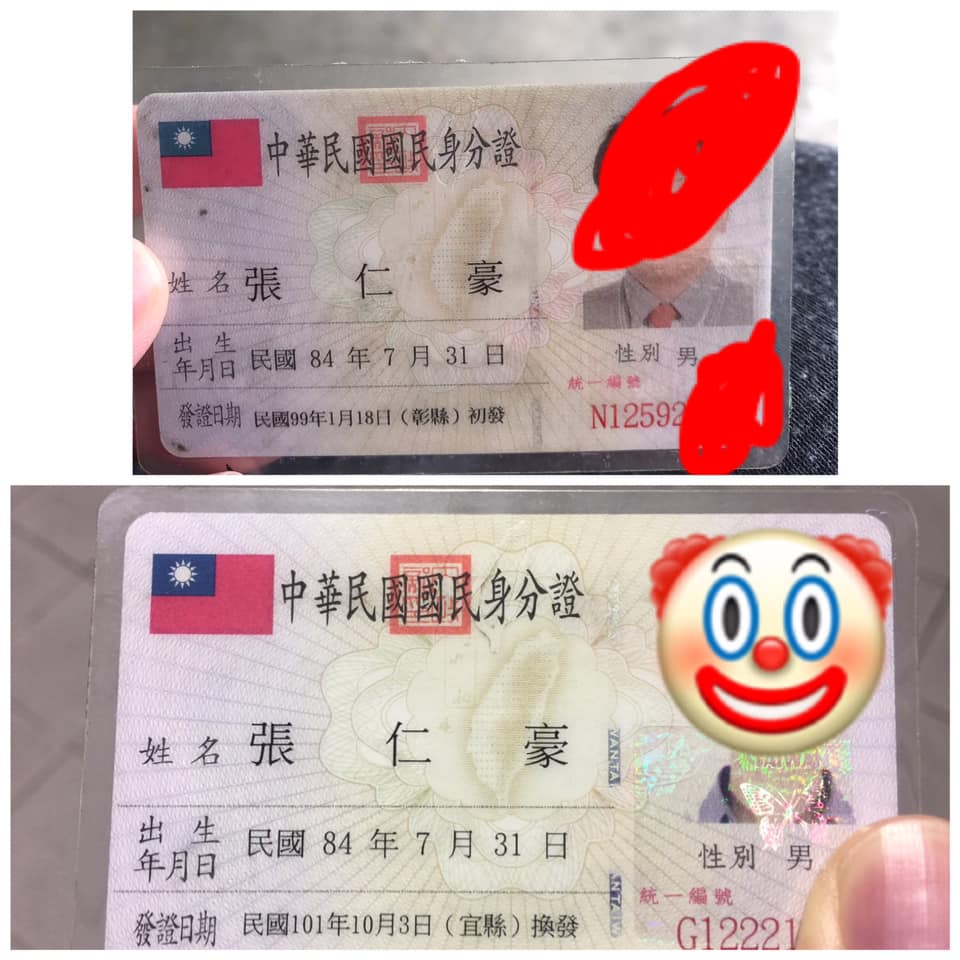 中華民國國民身分證
姓名 張仁豪
出生年月日 民國 84 年 7 月 31 日
性別 男
統一編號
發證日期 民國99年1月18日（彰縣）初發
N12592
中華民國國民身分證
姓名 張仁豪
出生年月日 民國 84 年 7 月 31 日
性別 男
統一編號
發證日期 民國101年10月3日（宜縣）換發
G12221